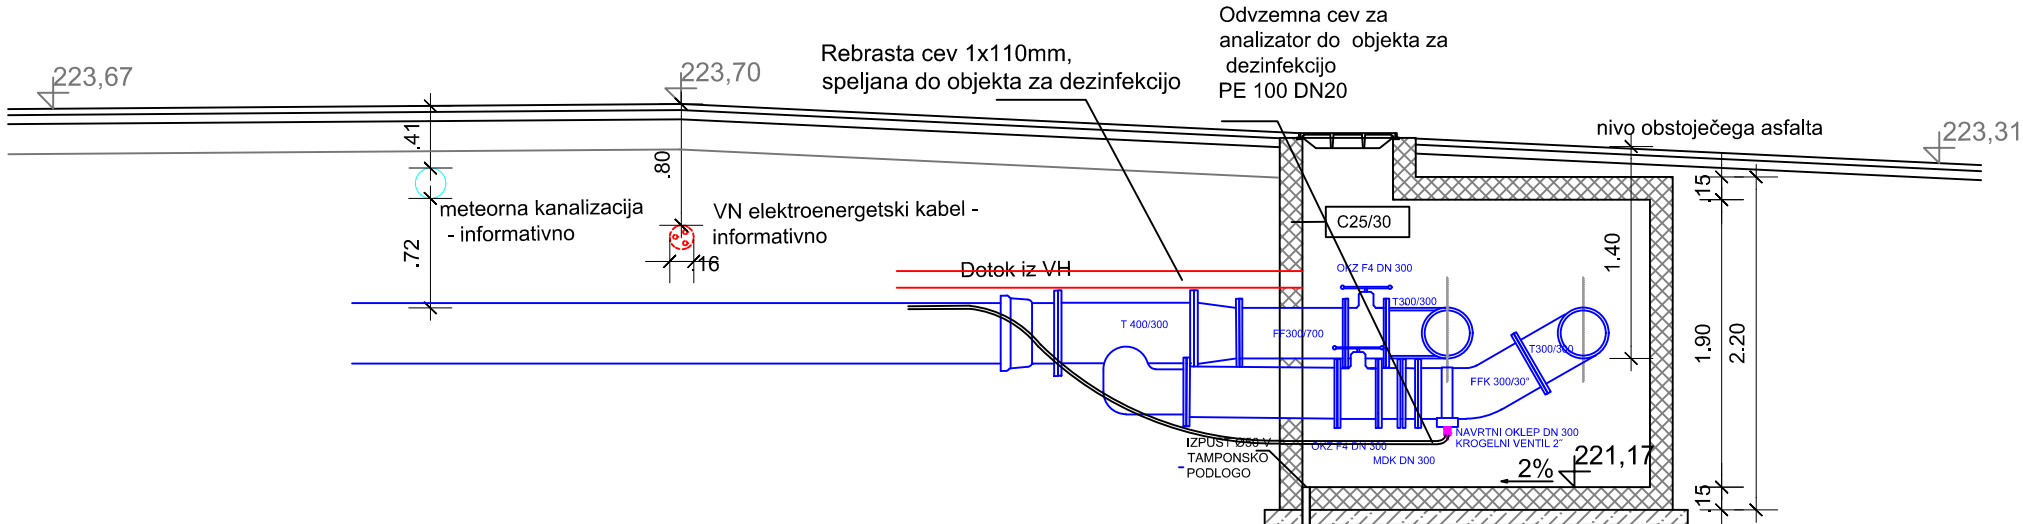 Odvzemna cev za
analizator do objekta za
dezinfekcijo
PE 100 DN20
Rebrasta cev 1x110mm,
speljana do objekta za dezinfekcijo
223,67
223,70
nivo obstoječega asfalta
223,31
.41
.80
.15
meteorna kanalizacija
- informativno
VN elektroenergetski kabel -
informativno
C25/30
.72
.16
1.40
Dotok iz VH
OKZ F4 DN 300
T300/300
T 400/300
FF300/700
T300/300
1.90
2.20
FFK 300/30°
IZPUST Ø50 V
TAMPONSKO
PODLOGO
OKZ F4 DN 300
NAVRTNI OKLEP DN 300
KROGELNI VENTIL 2"
MDK DN 300
2%
221,17
.15